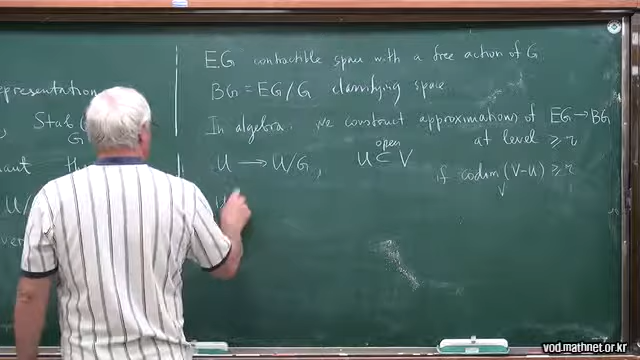 representation
Stab
G
EG contractible space with a free action of G
BG = EG/G classifying space
In algebra, we construct approximations of EG → BG
at level ≥ r
U → U/G, U ⊂ V
open
if codim (V-U) ≥ r
V
vod.mathnet.or.kr